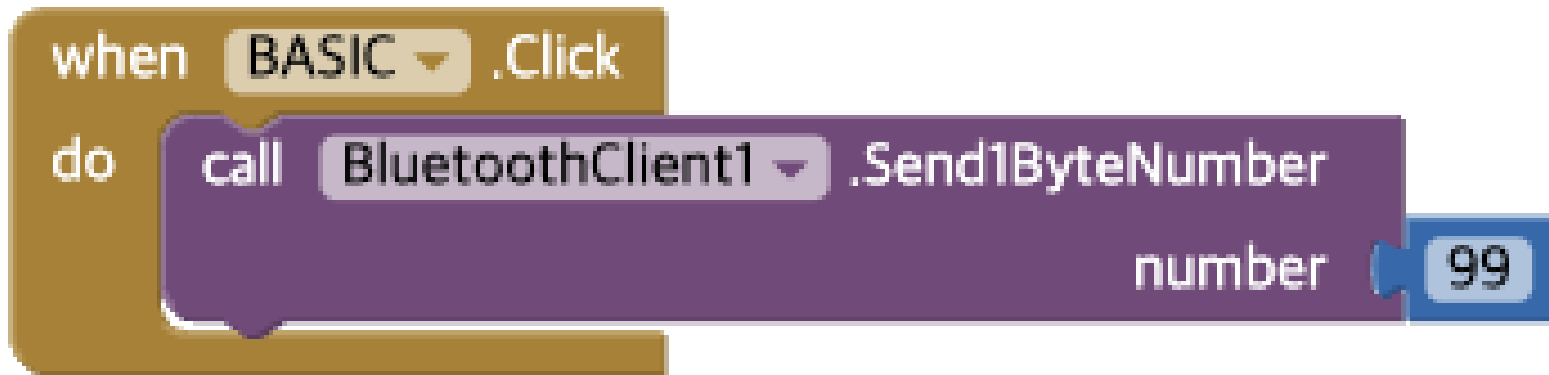 when BASIC .Click
do call BluetoothClient1 .Send1ByteNumber
number 99